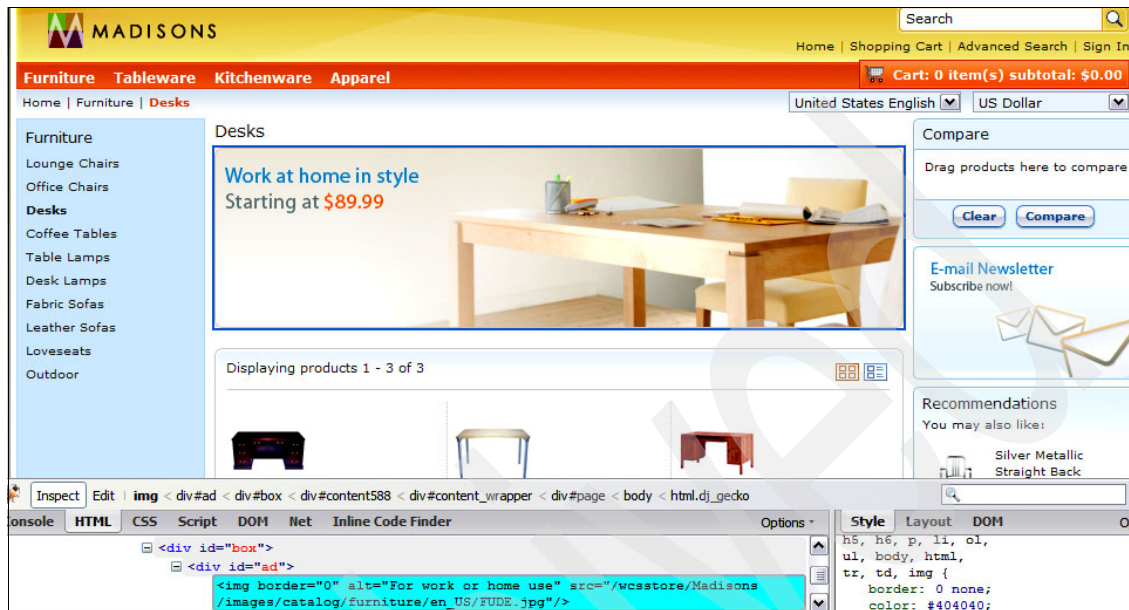 MADISONS
Search
Home | Shopping Cart | Advanced Search | Sign In
Furniture Tableware Kitchenware Apparel
Cart: 0 item(s) subtotal: $0.00
Home | Furniture | Desks
United States English
US Dollar
Furniture
Lounge Chairs
Office Chairs
Desks
Coffee Tables
Table Lamps
Desk Lamps
Fabric Sofas
Leather Sofas
Loveseats
Outdoor
Desks
Work at home in style
Starting at $89.99
Displaying products 1 - 3 of 3
Compare
Drag products here to compare
Clear Compare
E-mail Newsletter
Subscribe now!
Recommendations
You may also like:
Silver Metallic
Straight Back
Inspect Edit | img < div#ad < div#box < div#content588 < div#content_wrapper < div#page < body < html.dj_gecko
onsole HTML CSS Script DOM Net Inline Code Finder Options
<div id="box">
<div id="ad">
<img border="0" alt="For work or home use" src="/wcsstore/Madisons
/images/catalog/furniture/en_US/FUDE.jpg"/>
Style Layout DOM O
h5, h6, p, li, ol,
ul, body, html,
tr, td, img {
border: 0 none;
color: #404040;